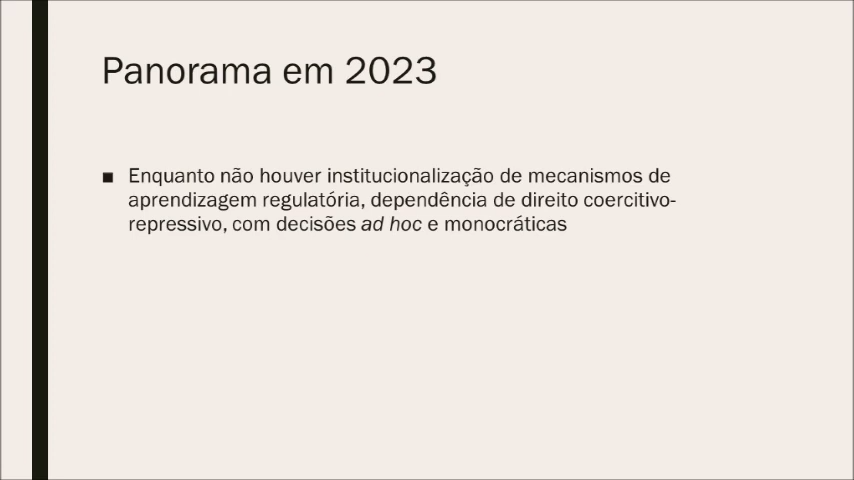 Panorama em 2023
■ Enquanto não houver institucionalização de mecanismos de
aprendizagem regulatória, dependência de direito coercitivo-
repressivo, com decisões ad hoc e monocráticas